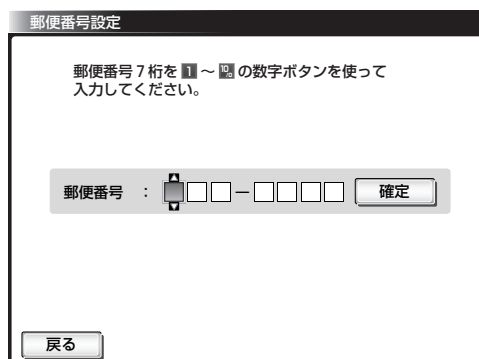 郵便番号設定
郵便番号7桁を 1 ～ 10 の数字ボタンを使って
入力してください。
郵便番号 : － 確定
戻る